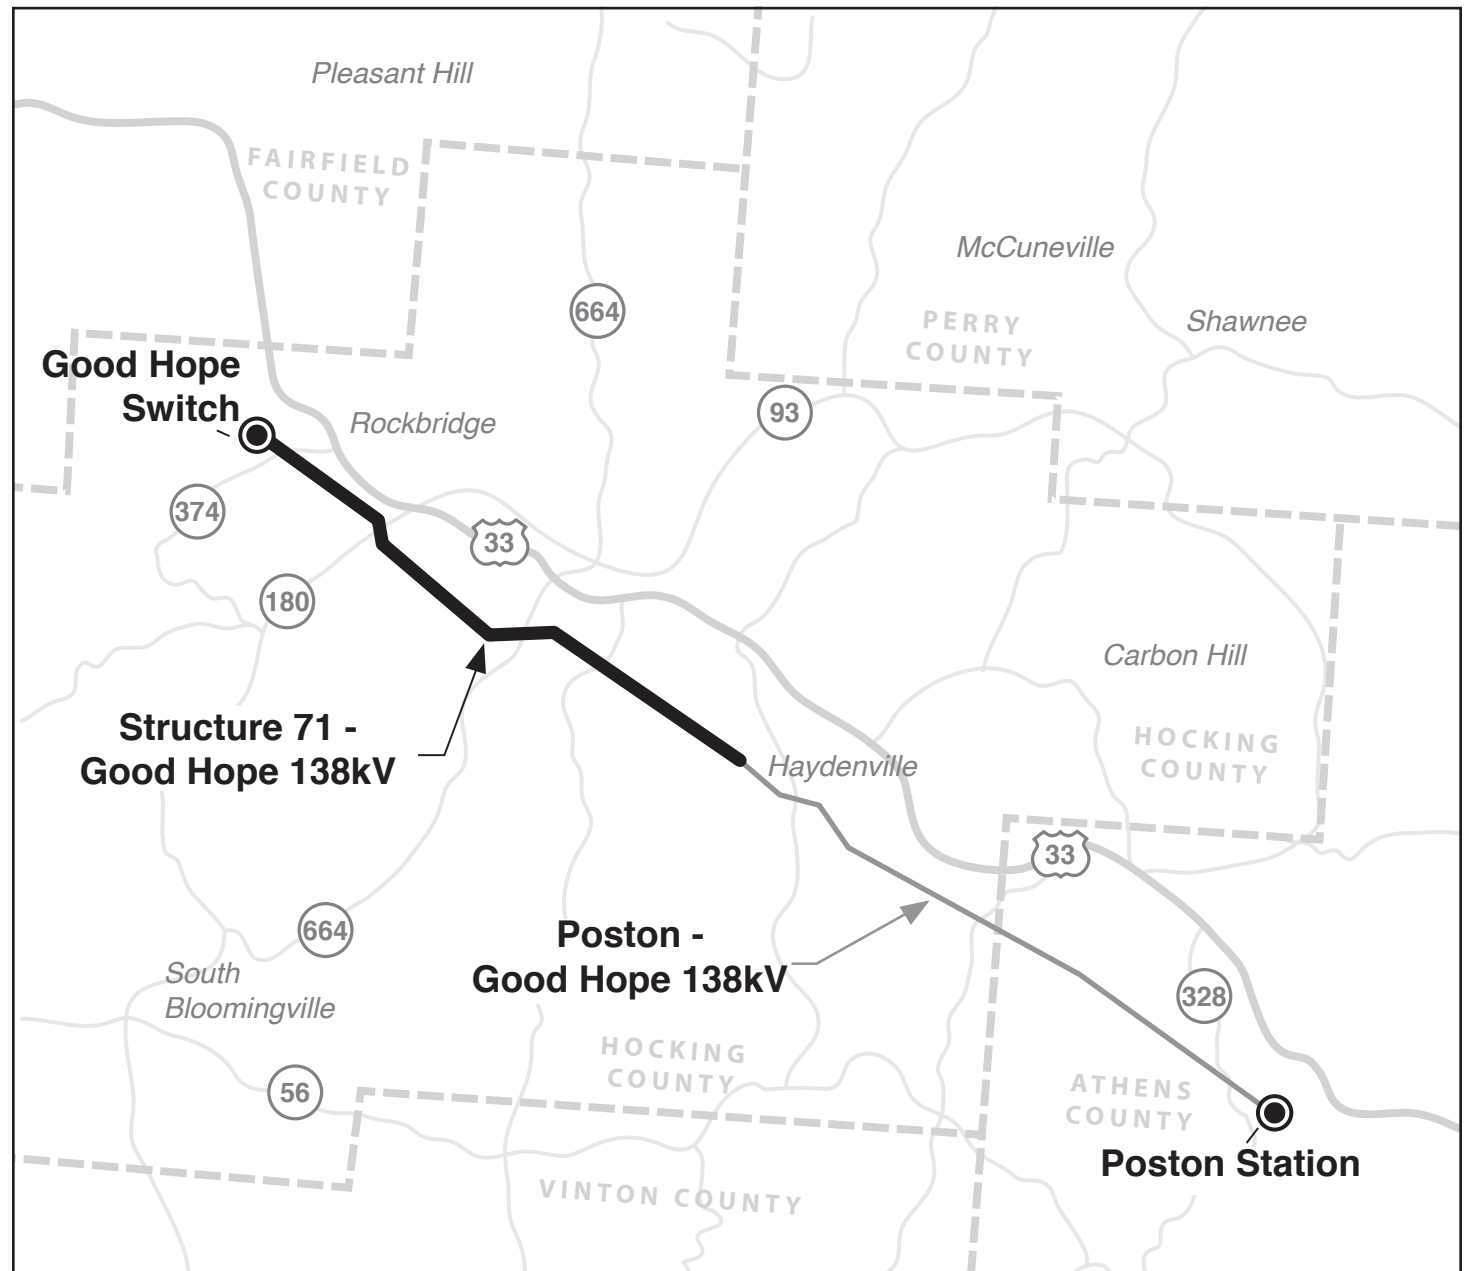 Pleasant Hill
FAIRFIELD
COUNTY
McCuneville
664
PERRY
COUNTY
Shawnee
Good Hope
Switch
Rockbridge
93
374
33
180
Carbon Hill
Structure 71 -
Good Hope 138kV
HOCKING
COUNTY
Haydenville
33
664
Poston -
Good Hope 138kV
South
Bloomingville
328
HOCKING
COUNTY
56
ATHENS
COUNTY
Poston Station
VINTON COUNTY